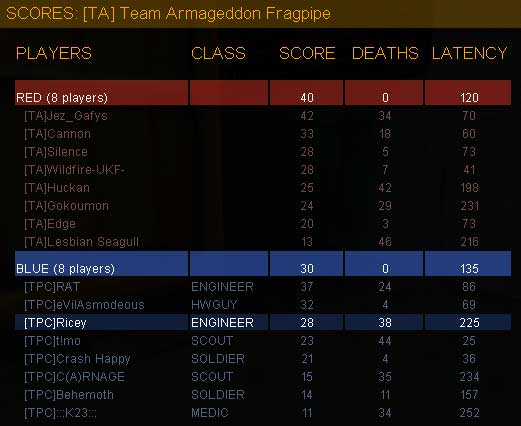 SCORES: [TA] Team Armageddon Fragpipe
PLAYERS CLASS SCORE DEATHS LATENCY
RED (8 players) 40 0 120
[TA]Jez_Gafys 42 34 70
[TA]Cannon 33 18 60
[TA]Silence 28 5 73
[TA]Wildfire-UKF- 28 7 41
[TA]Huckan 25 42 198
[TA]Gokoumon 24 29 231
[TA]Edge 20 3 73
[TA]Lesbian Seagull 13 46 216
BLUE (8 players) 30 0 135
[TPC]RAT ENGINEER 37 24 86
[TPC]eVilAsmodeous HWGUY 32 4 69
[TPC]Ricey ENGINEER 28 38 225
[TPC]t!mo SCOUT 23 44 25
[TPC]Crash Happy SOLDIER 21 4 36
[TPC]C(A)RNAGE SCOUT 15 35 234
[TPC]Behemoth SOLDIER 14 11 157
[TPC]:::K23::: MEDIC 11 34 252